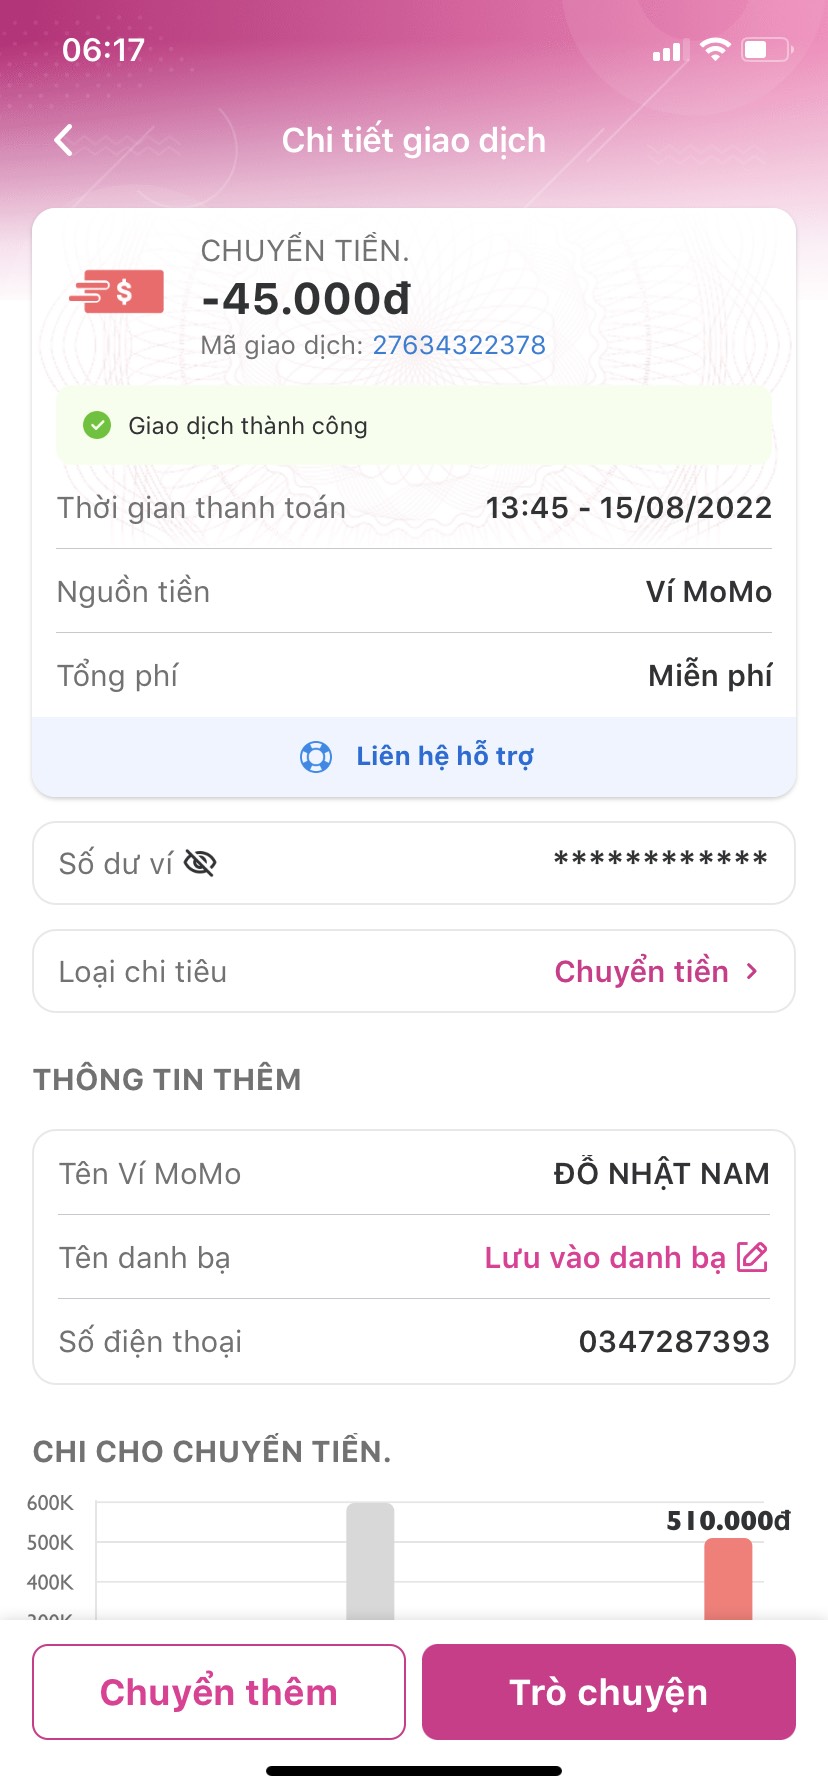 06:17
Chi tiết giao dịch
CHUYỂN TIỀN.
-45.000đ
Mã giao dịch: 27634322378
Giao dịch thành công
Thời gian thanh toán 13:45 - 15/08/2022
Nguồn tiền Ví MoMo
Tổng phí Miễn phí
Liên hệ hỗ trợ
Số dư ví ************
Loại chi tiêu Chuyển tiền >
THÔNG TIN THÊM
Tên Ví MoMo ĐỖ NHẬT NAM
Tên danh bạ Lưu vào danh bạ
Số điện thoại 0347287393
CHI CHO CHUYỂN TIỀN.
600K
510.000đ
500K
400K
300K
Chuyển thêm Trò chuyện